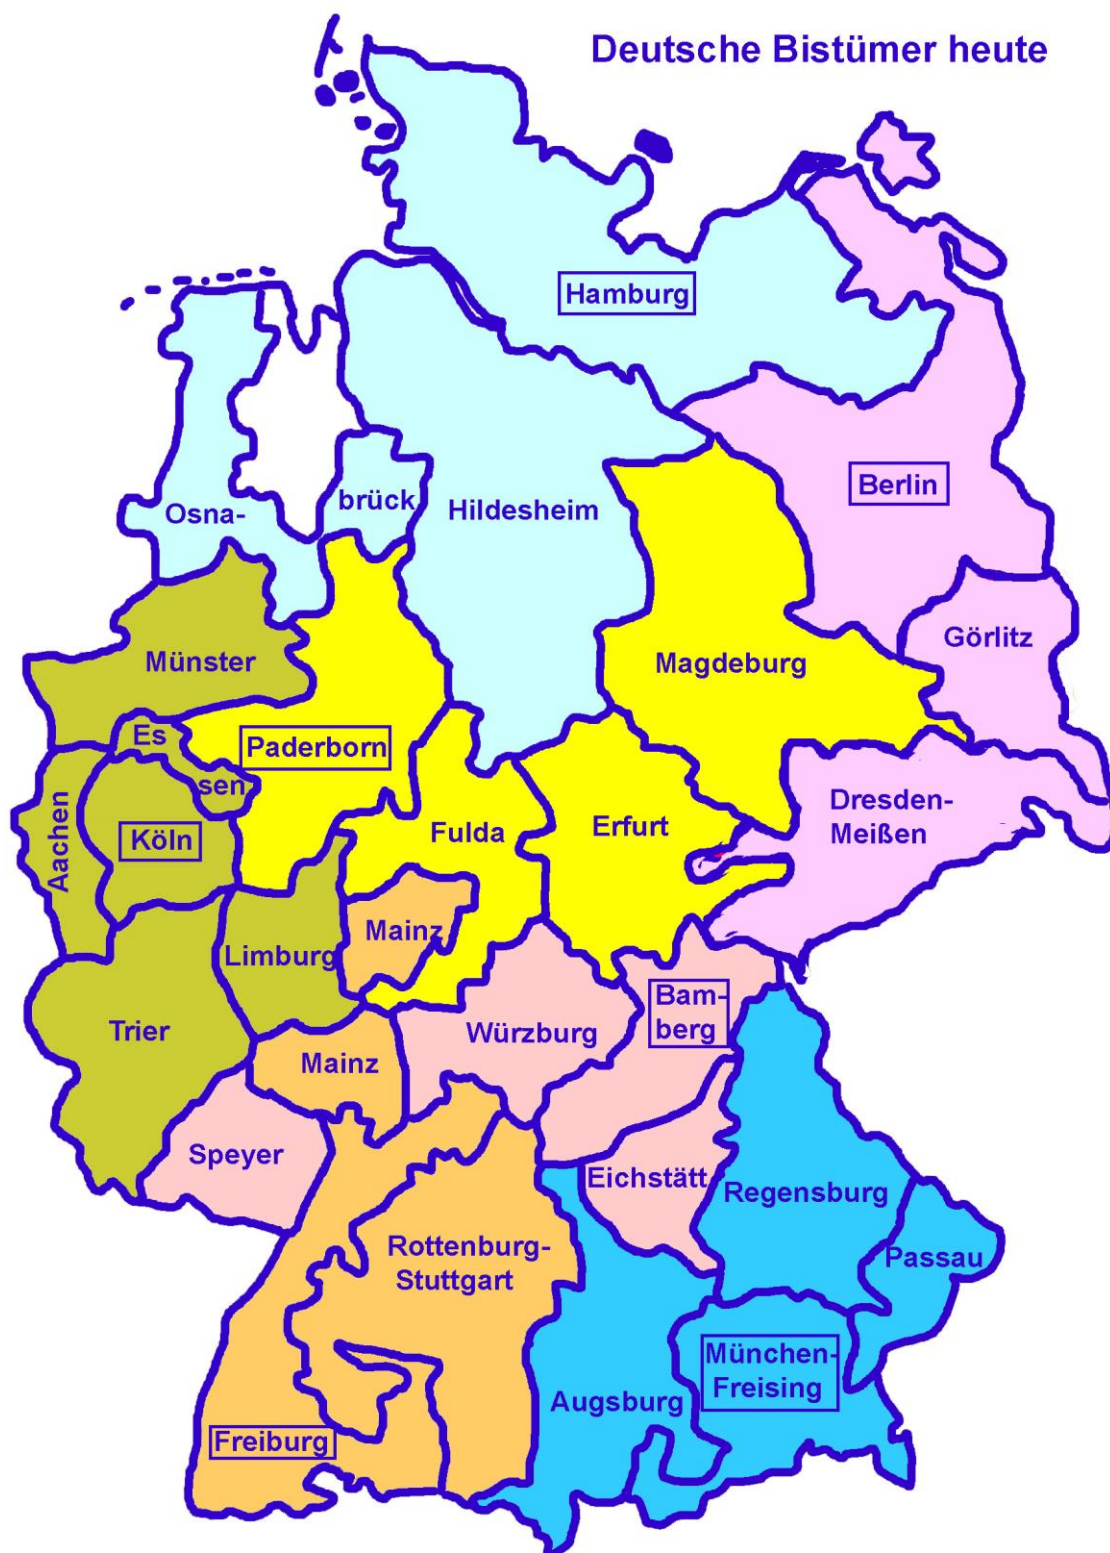 Deutsche Bistümer heute
Hamburg
Osna-
brück
Hildesheim
Berlin
Münster
Magdeburg
Görlitz
Es
sen
Paderborn
Aachen
Köln
Fulda
Erfurt
Dresden-
Meißen
Limburg
Mainz
Trier
Mainz
Würzburg
Bam-
berg
Speyer
Eichstätt
Regensburg
Passau
Rottenburg-
Stuttgart
München-
Freising
Augsburg
Freiburg